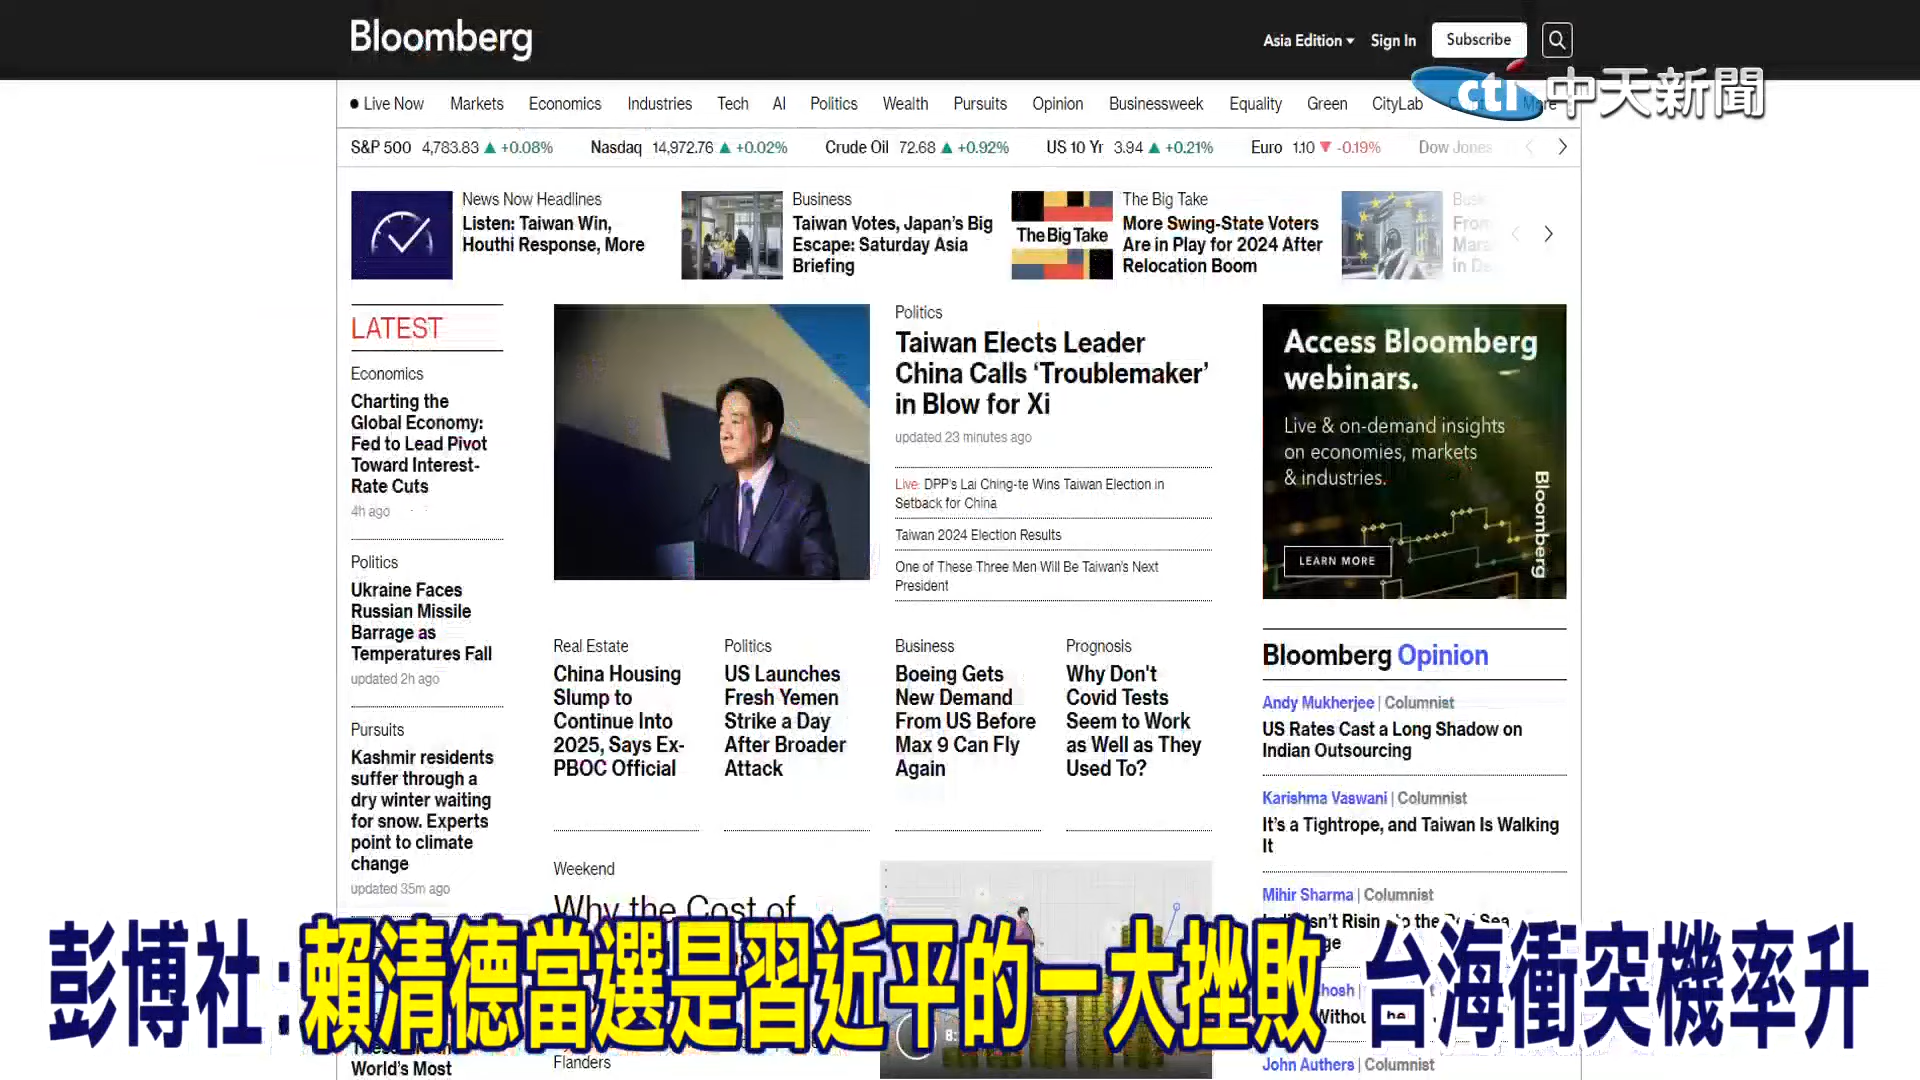 Bloomberg
Asia Edition
Sign In
Subscribe
cti 中天新聞
Live Now
Markets
Economics
Industries
Tech
AI
Politics
Wealth
Pursuits
Opinion
Businessweek
Equality
Green
CityLab
More
S&P 500 4,783.83 ▲ +0.08%
Nasdaq 14,972.76 ▲ +0.02%
Crude Oil 72.68 ▲ +0.92%
US 10 Yr 3.94 ▲ +0.21%
Euro 1.10 ▼ -0.19%
Dow Jones
News Now Headlines
Listen: Taiwan Win,
Houthi Response, More
Business
Taiwan Votes, Japan's Big
Escape: Saturday Asia
Briefing
The Big Take
The Big Take
More Swing-State Voters
Are in Play for 2024 After
Relocation Boom
LATEST
Economics
Charting the
Global Economy:
Fed to Lead Pivot
Toward Interest-
Rate Cuts
4h ago
Politics
Ukraine Faces
Russian Missile
Barrage as
Temperatures Fall
updated 2h ago
Pursuits
Kashmir residents
suffer through a
dry winter waiting
for snow. Experts
point to climate
change
updated 35m ago
World's Most
Politics
Taiwan Elects Leader
China Calls ‘Troublemaker’
in Blow for Xi
updated 23 minutes ago
Live: DPP's Lai Ching-te Wins Taiwan Election in
Setback for China
Taiwan 2024 Election Results
One of These Three Men Will Be Taiwan's Next
President
Real Estate
China Housing
Slump to
Continue Into
2025, Says Ex-
PBOC Official
Politics
US Launches
Fresh Yemen
Strike a Day
After Broader
Attack
Business
Boeing Gets
New Demand
From US Before
Max 9 Can Fly
Again
Prognosis
Why Don't
Covid Tests
Seem to Work
as Well as They
Used To?
Weekend
Why the Cost of
Flanders
Access Bloomberg
webinars.
Live & on-demand insights
on economies, markets
& industries.
LEARN MORE
Bloomberg
Bloomberg Opinion
Andy Mukherjee | Columnist
US Rates Cast a Long Shadow on
Indian Outsourcing
Karishma Vaswani | Columnist
It's a Tightrope, and Taiwan Is Walking
It
Mihir Sharma | Columnist
John Authers | Columnist
彭博社:賴清德當選是習近平的一大挫敗 台海衝突機率升